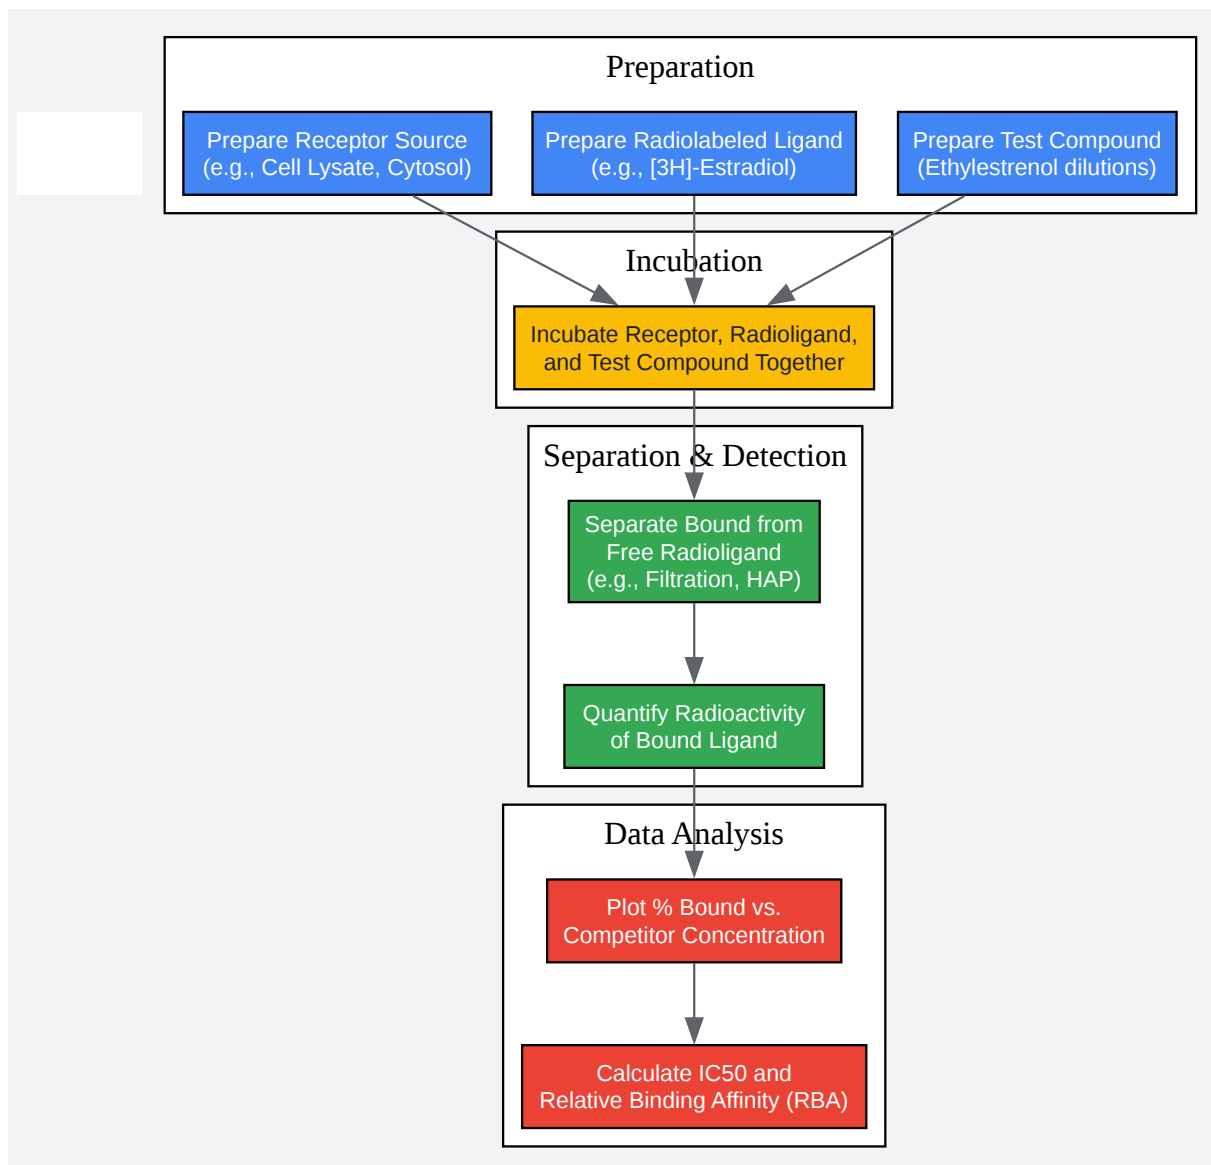 Preparation
Prepare Receptor Source
(e.g., Cell Lysate, Cytosol)
Prepare Radiolabeled Ligand
(e.g., [3H]-Estradiol)
Prepare Test Compound
(Ethylestrenol dilutions)
Incubation
Incubate Receptor, Radioligand,
and Test Compound Together
Separation & Detection
Separate Bound from
Free Radioligand
(e.g., Filtration, HAP)
Quantify Radioactivity
of Bound Ligand
Data Analysis
Plot % Bound vs.
Competitor Concentration
Calculate IC50 and
Relative Binding Affinity (RBA)